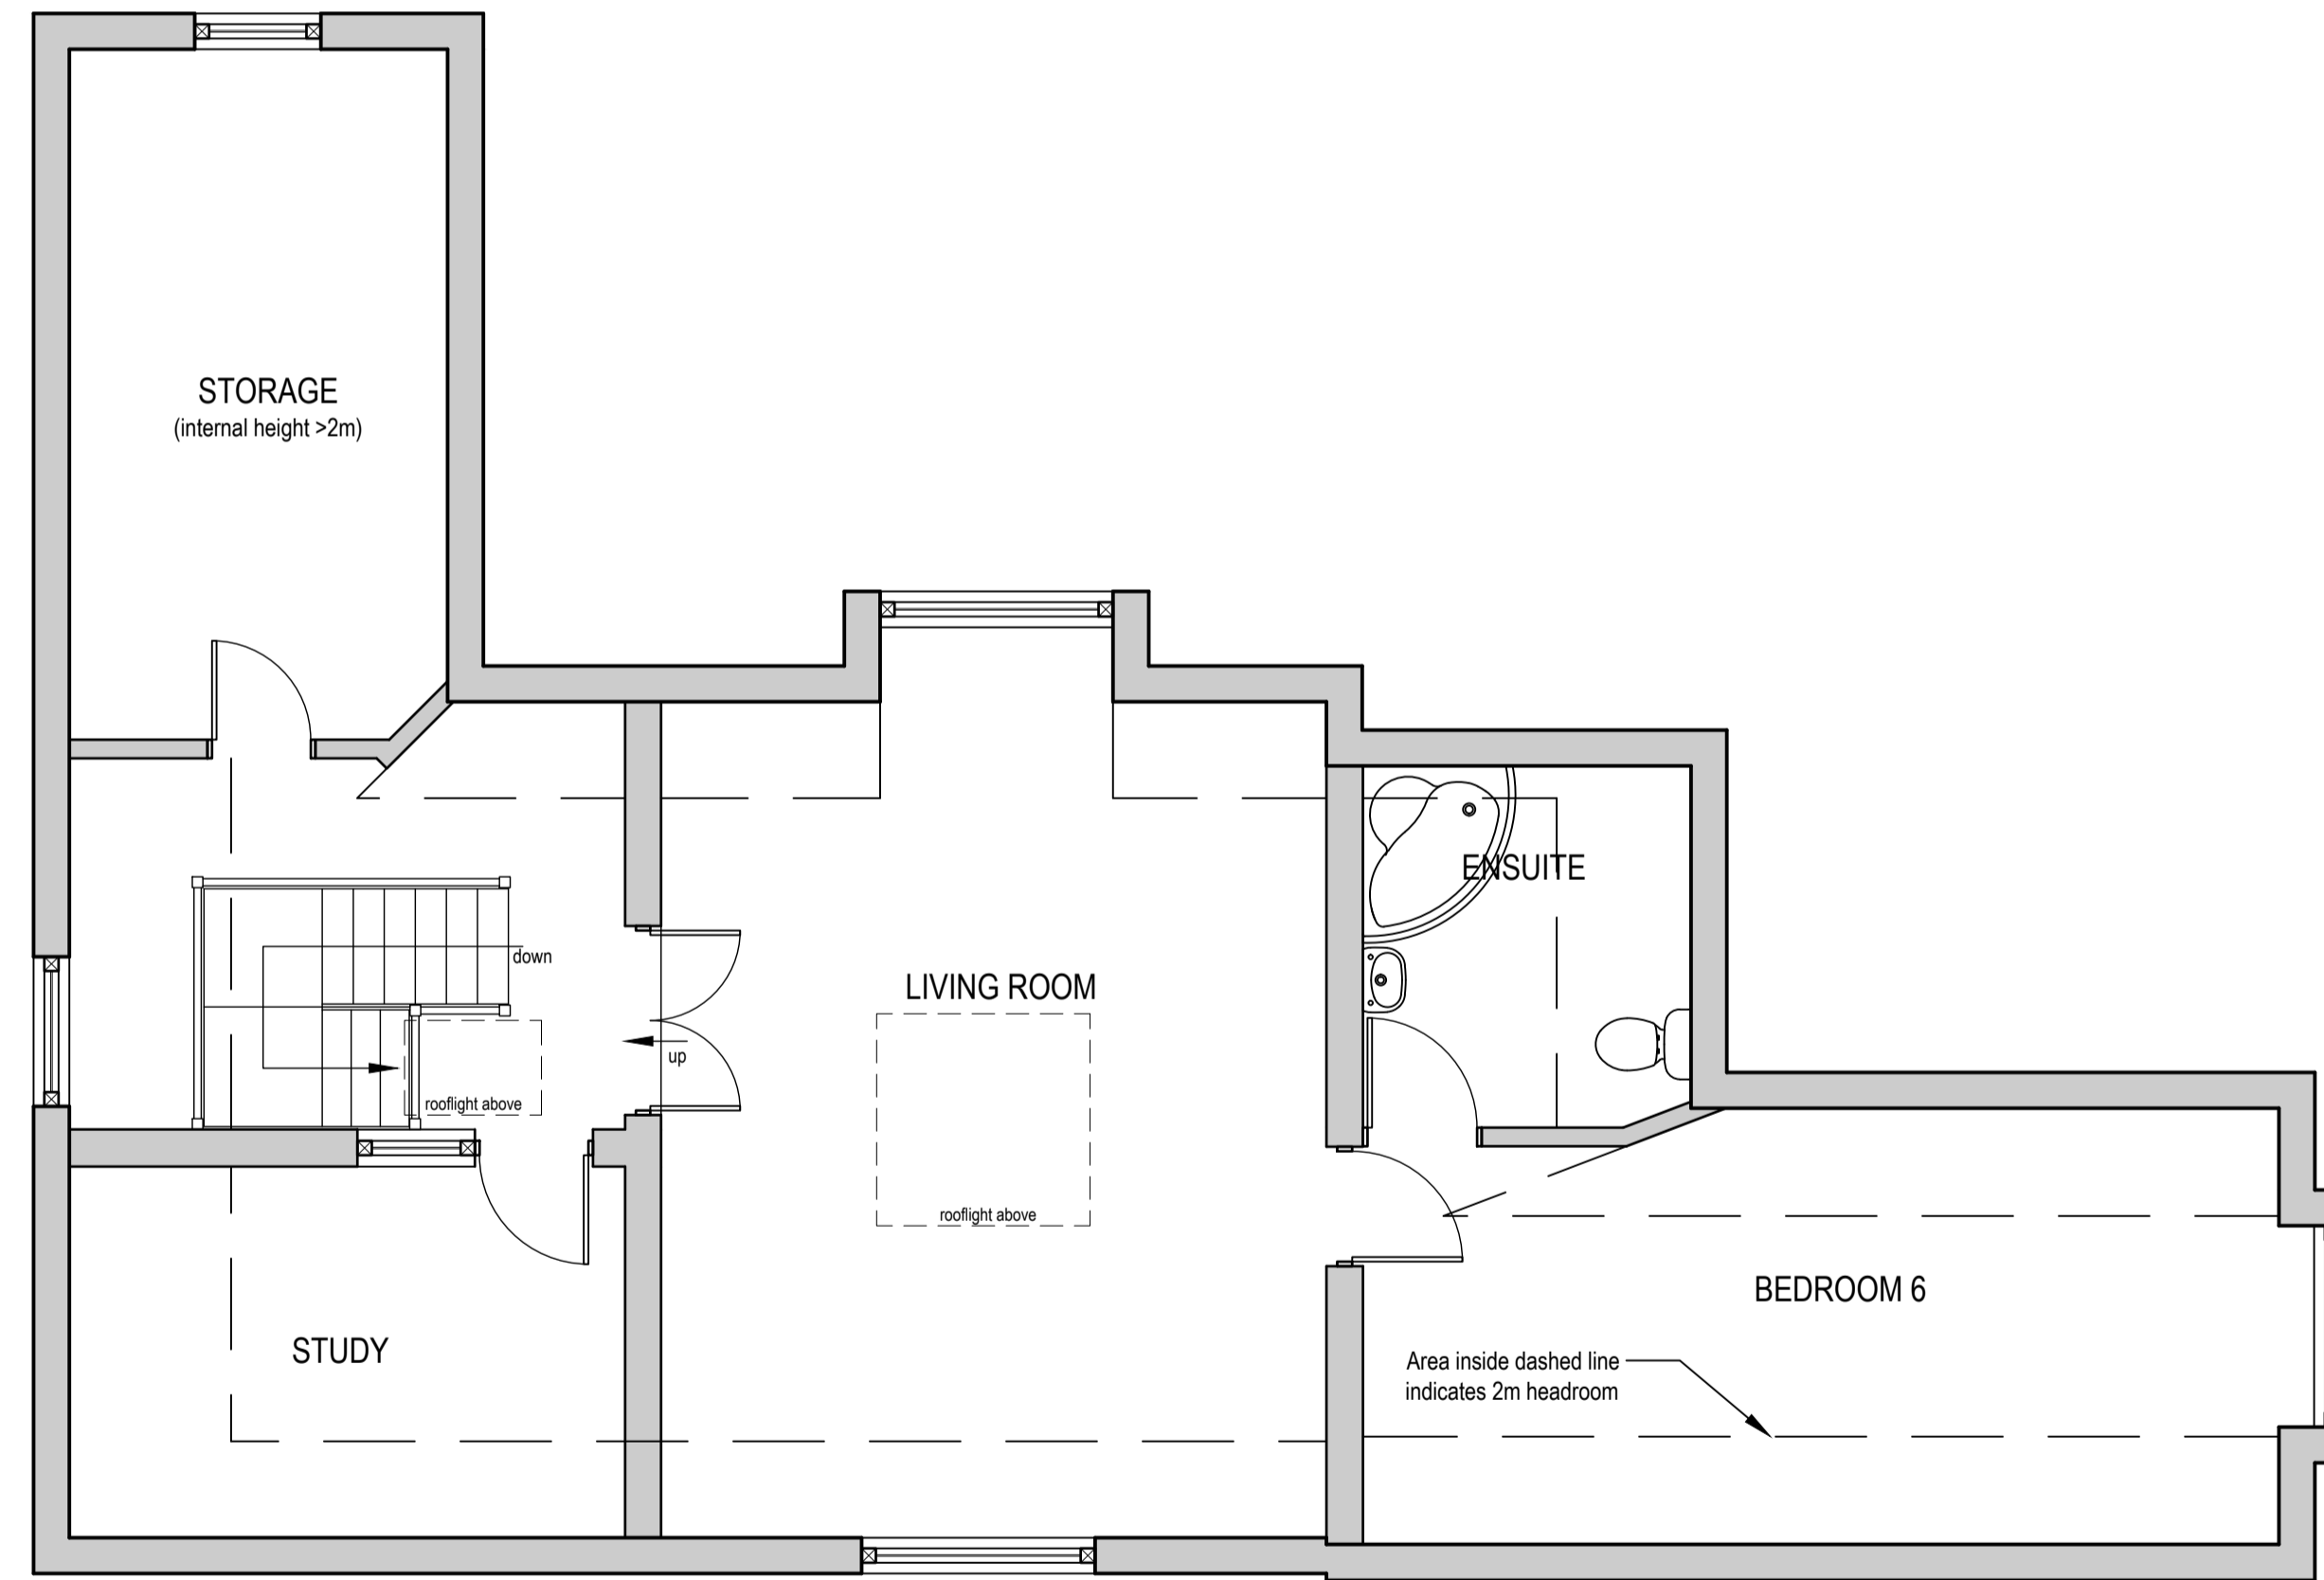 STORAGE
(internal height >2m)
ENSUITE
down
LIVING ROOM
up
rooflight above
rooflight above
BEDROOM 6
STUDY
Area inside dashed line
indicates 2m headroom